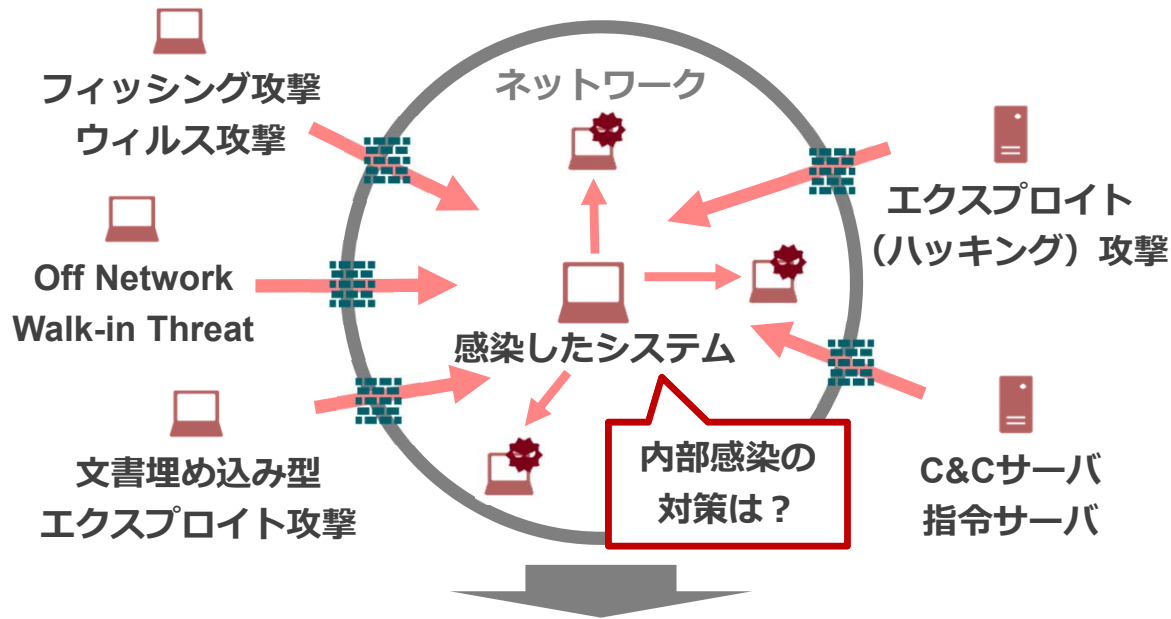 フィッシング攻撃
ウィルス攻撃
ネットワーク
エクスプロイト
（ハッキング）攻撃
Off Network
Walk-in Threat
感染したシステム
文書埋め込み型
エクスプロイト攻撃
内部感染の
対策は？
C&Cサーバ
指令サーバ